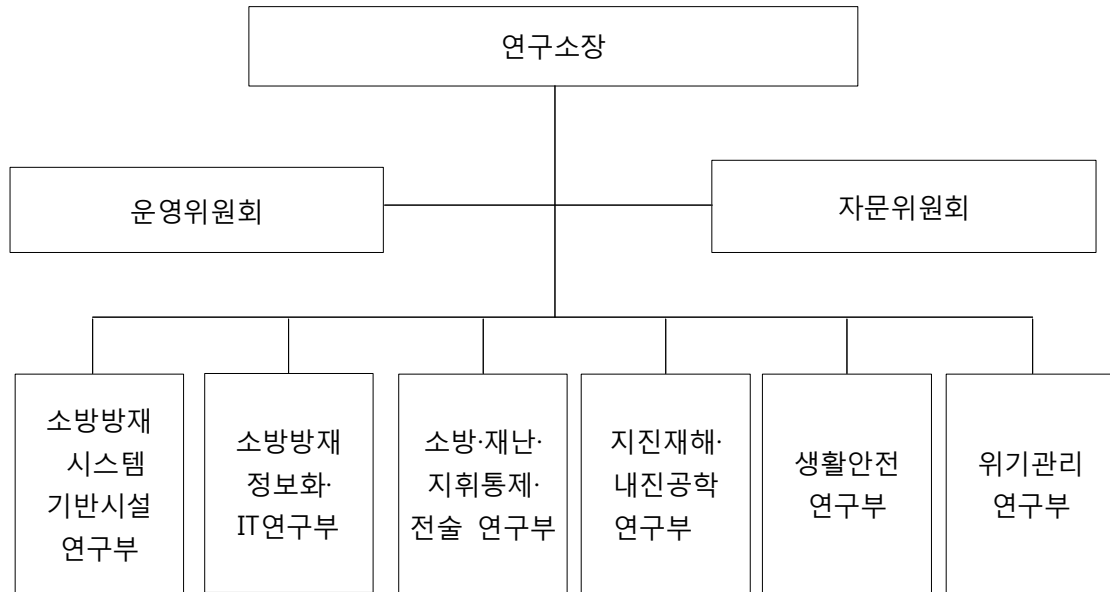 연구소장
운영위원회
자문위원회
소방방재
시스템
기반시설
연구부
소방방재
정보화·
IT연구부
소방·재난·
지휘통제·
전술 연구부
지진재해·
내진공학
연구부
생활안전
연구부
위기관리
연구부